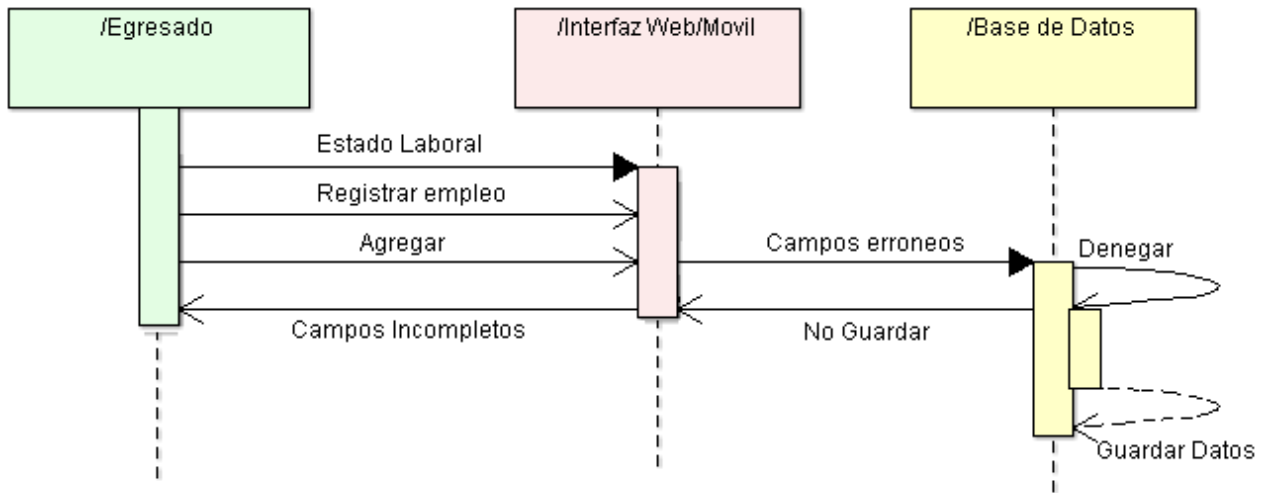 /Egresado
/Interfaz Web/Movil
/Base de Datos
Estado Laboral
Registrar empleo
Agregar
Campos erroneos
Denegar
Campos Incompletos
No Guardar
Guardar Datos